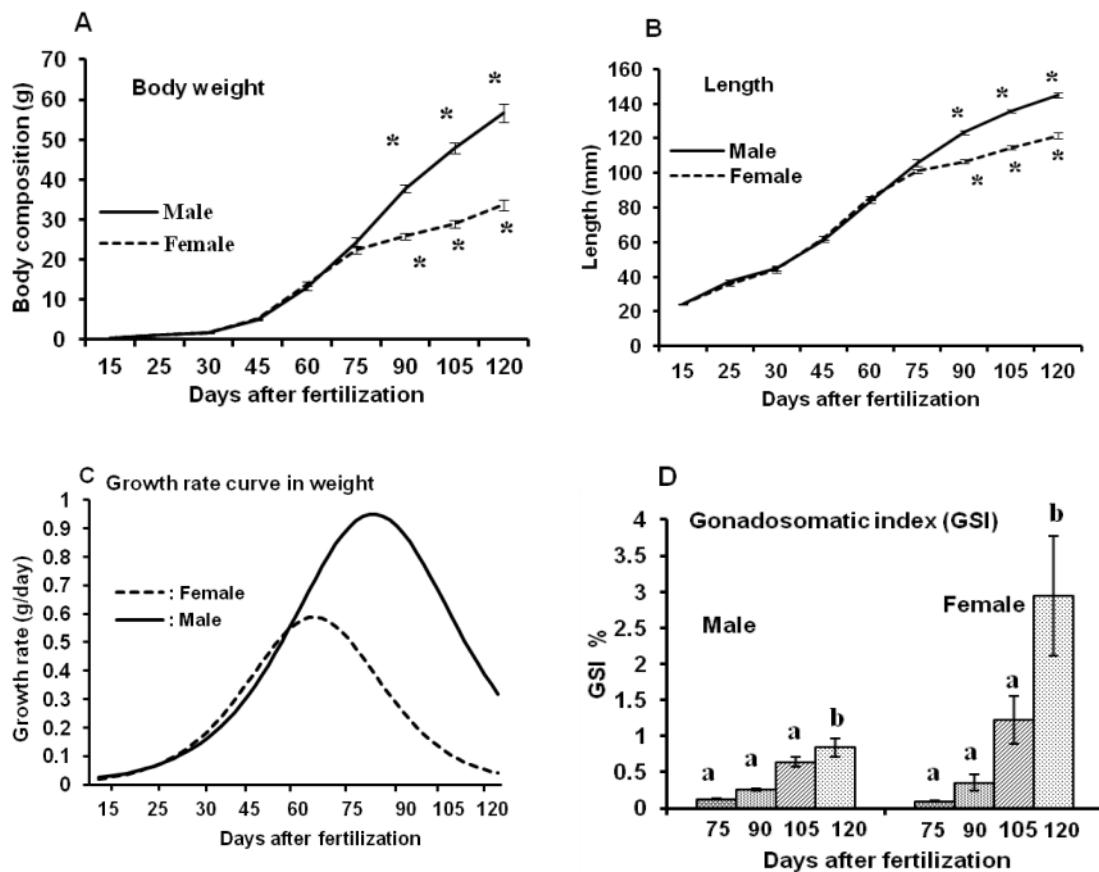 A
Body weight
Body composition (g)
70
60
50
40
30
20
10
0
* * *
* * *
Male
Female
15 25 30 45 60 75 90 105 120
Days after fertilization
B
Length
Length (mm)
160
140
120
100
80
60
40
20
0
* * *
* * *
Male
Female
15 25 30 45 60 75 90 105 120
Days after fertilization
C
Growth rate curve in weight
Growth rate (g/day)
1
0.9
0.8
0.7
0.6
0.5
0.4
0.3
0.2
0.1
0
: Female
: Male
15 25 30 45 60 75 90 105 120
Days after fertilization
D
Gonadosomatic index (GSI)
GSI %
4
3.5
3
2.5
2
1.5
1
0.5
0
Male
Female
a a a b
a a a b
75 90 105 120 75 90 105 120
Days after fertilization